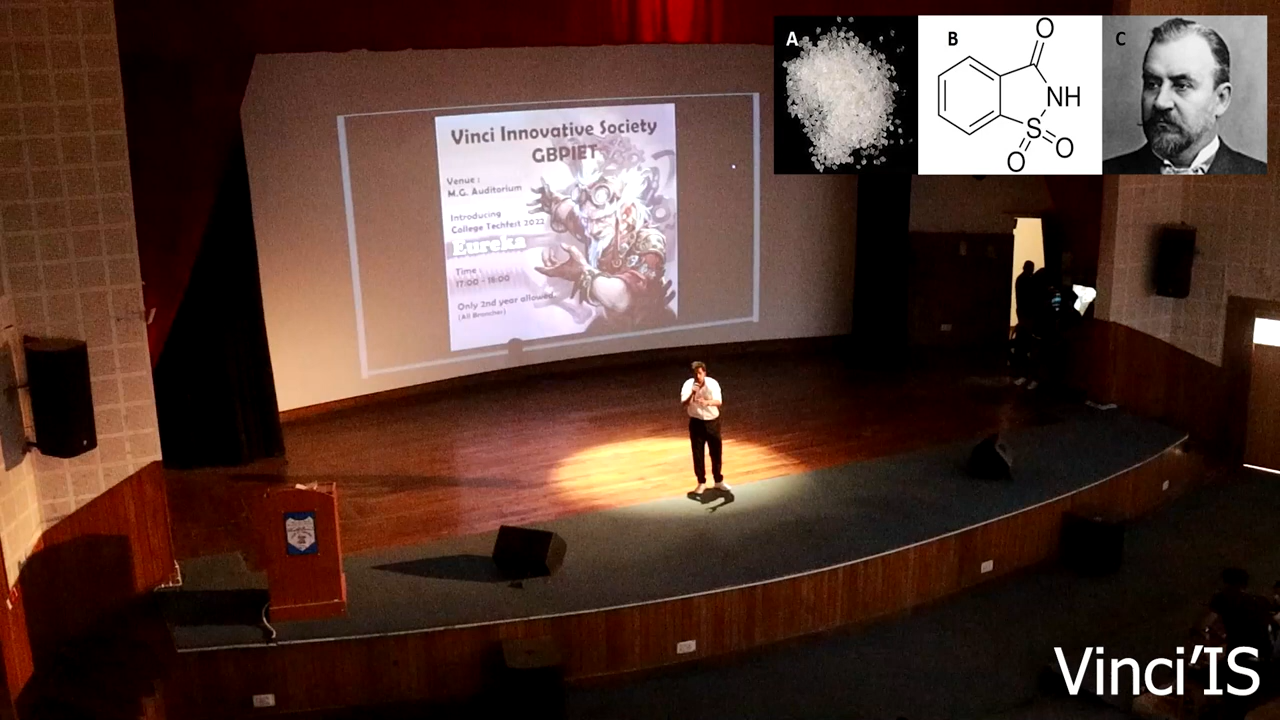 Vinci Innovative Society
GBPIET
Venue :
M.G. Auditorium
Introducing
College Techfest 2022
Eureka
Time :
17:00 - 18:00
Only 2nd year allowed
(All Branches)
A
B
C
O
NH
S
O
O
Vinci'IS